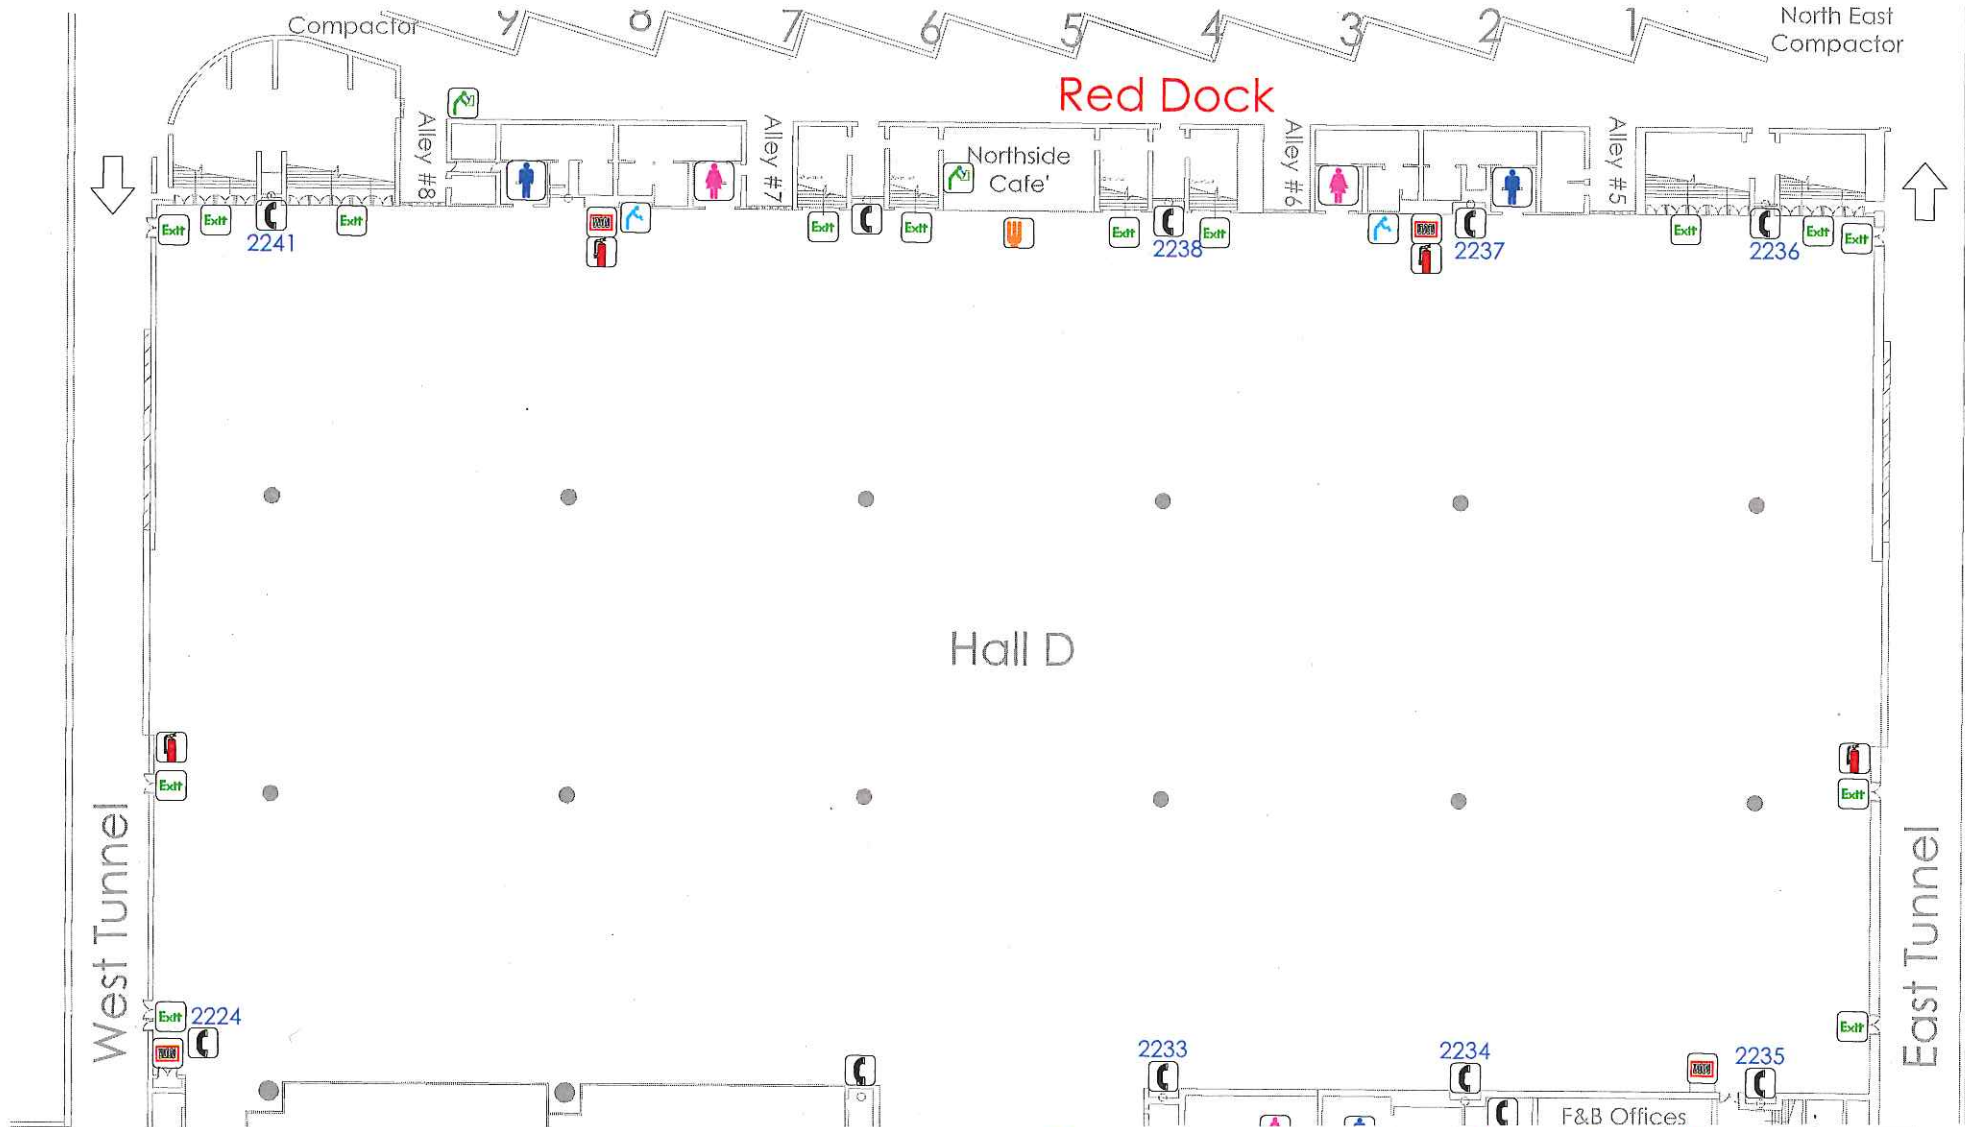 Compactor
9
8
7
6
5
4
3
2
1
North East
Compactor
Red Dock
Alley #8
Alley #7
Northside
Cafe'
Alley #6
Alley #5
Exit
Exit
2241
Exit
Exit
Exit
Exit
2238
Exit
2237
Exit
2236
Exit
Exit
Hall D
Exit
Exit
West Tunnel
East Tunnel
Exit
2224
Exit
2233
2234
2235
F&B Offices